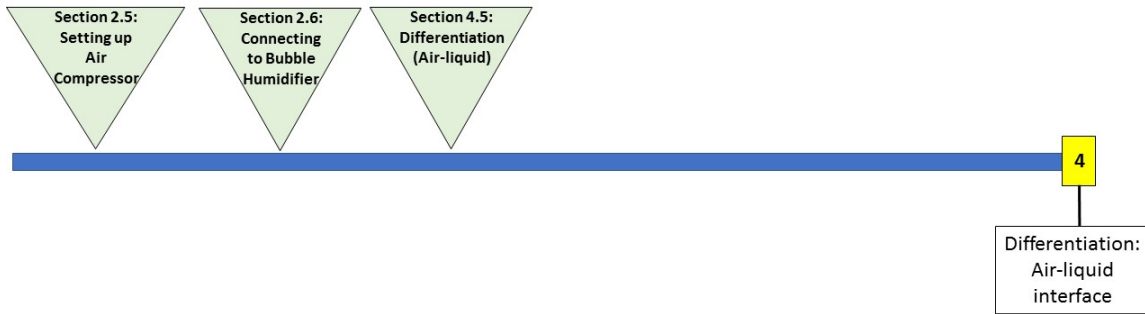 Section 2.5:
Setting up
Air
Compressor
Section 2.6:
Connecting
to Bubble
Humidifier
Section 4.5:
Differentiation
(Air-liquid)
4
Differentiation:
Air-liquid
interface